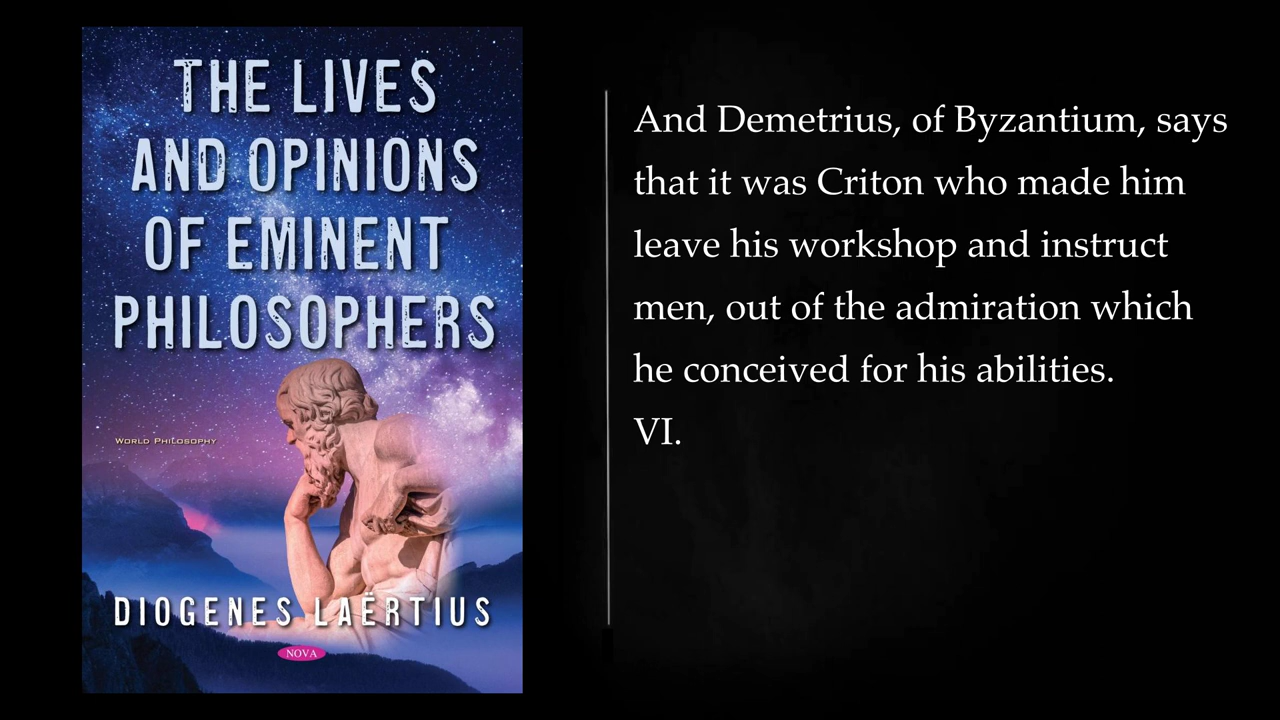 THE LIVES
AND OPINIONS
OF EMINENT
PHILOSOPHERS
WORLD PHILOSOPHY
DIOGENES LAËRTIUS
NOVA
And Demetrius, of Byzantium, says
that it was Criton who made him
leave his workshop and instruct
men, out of the admiration which
he conceived for his abilities.
VI.